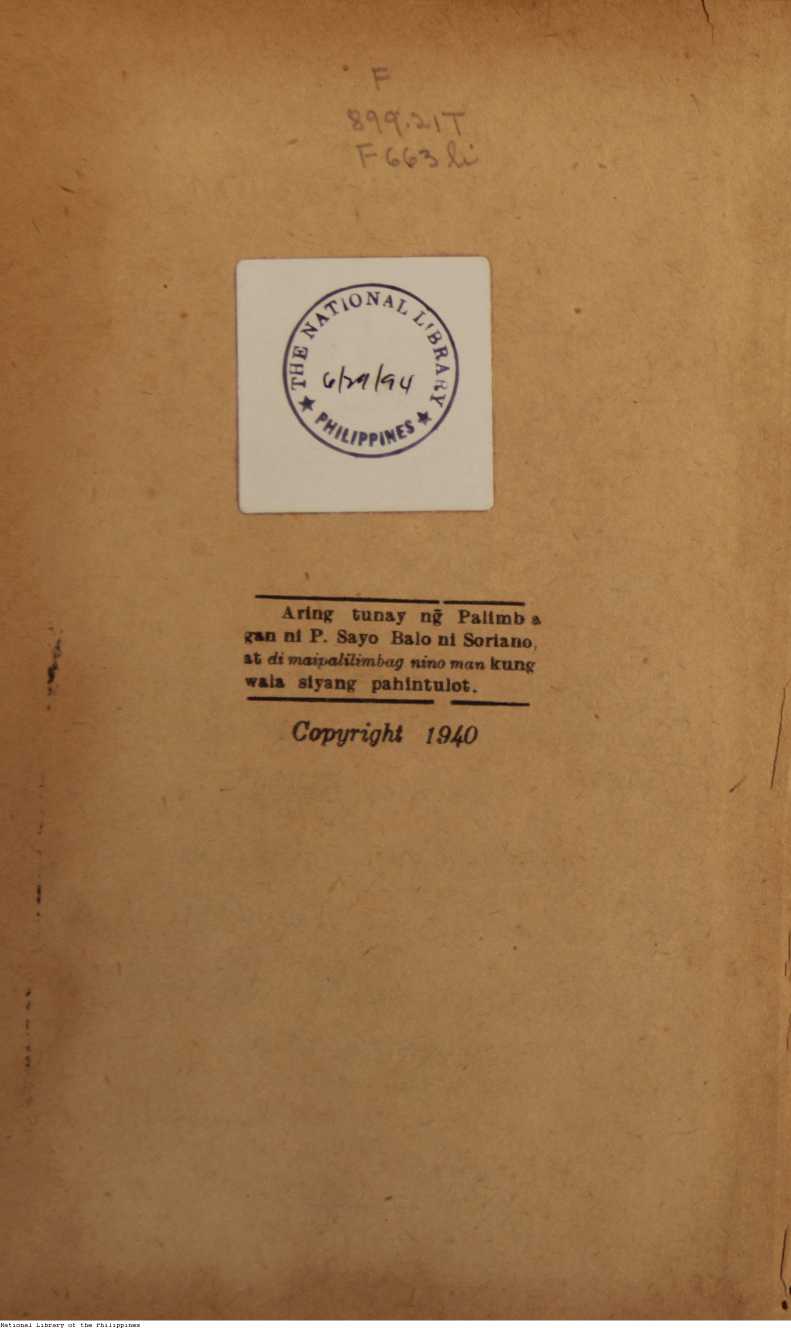 F
899.21T
F663li
THE NATIONAL LIBRARY
6/29/94
★ PHILIPPINES ★
Aring tunay ng̃ Palimba
gan ni P. Sayo Balo ni Soriano,
at di maipalilimbag nino man kung
wala siyang pahintulot.
Copyright 1940
National Library of the Philippines